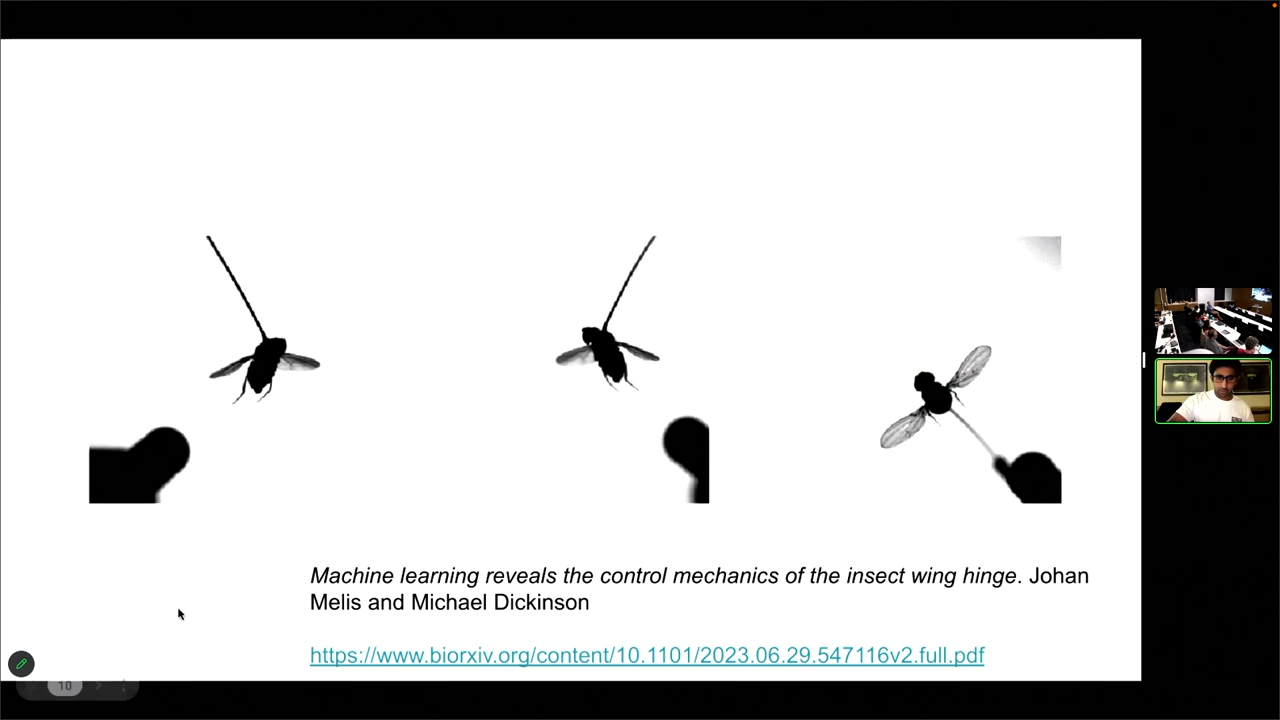 Machine learning reveals the control mechanics of the insect wing hinge. Johan
Melis and Michael Dickinson
https://www.biorxiv.org/content/10.1101/2023.06.29.547116v2.full.pdf
10